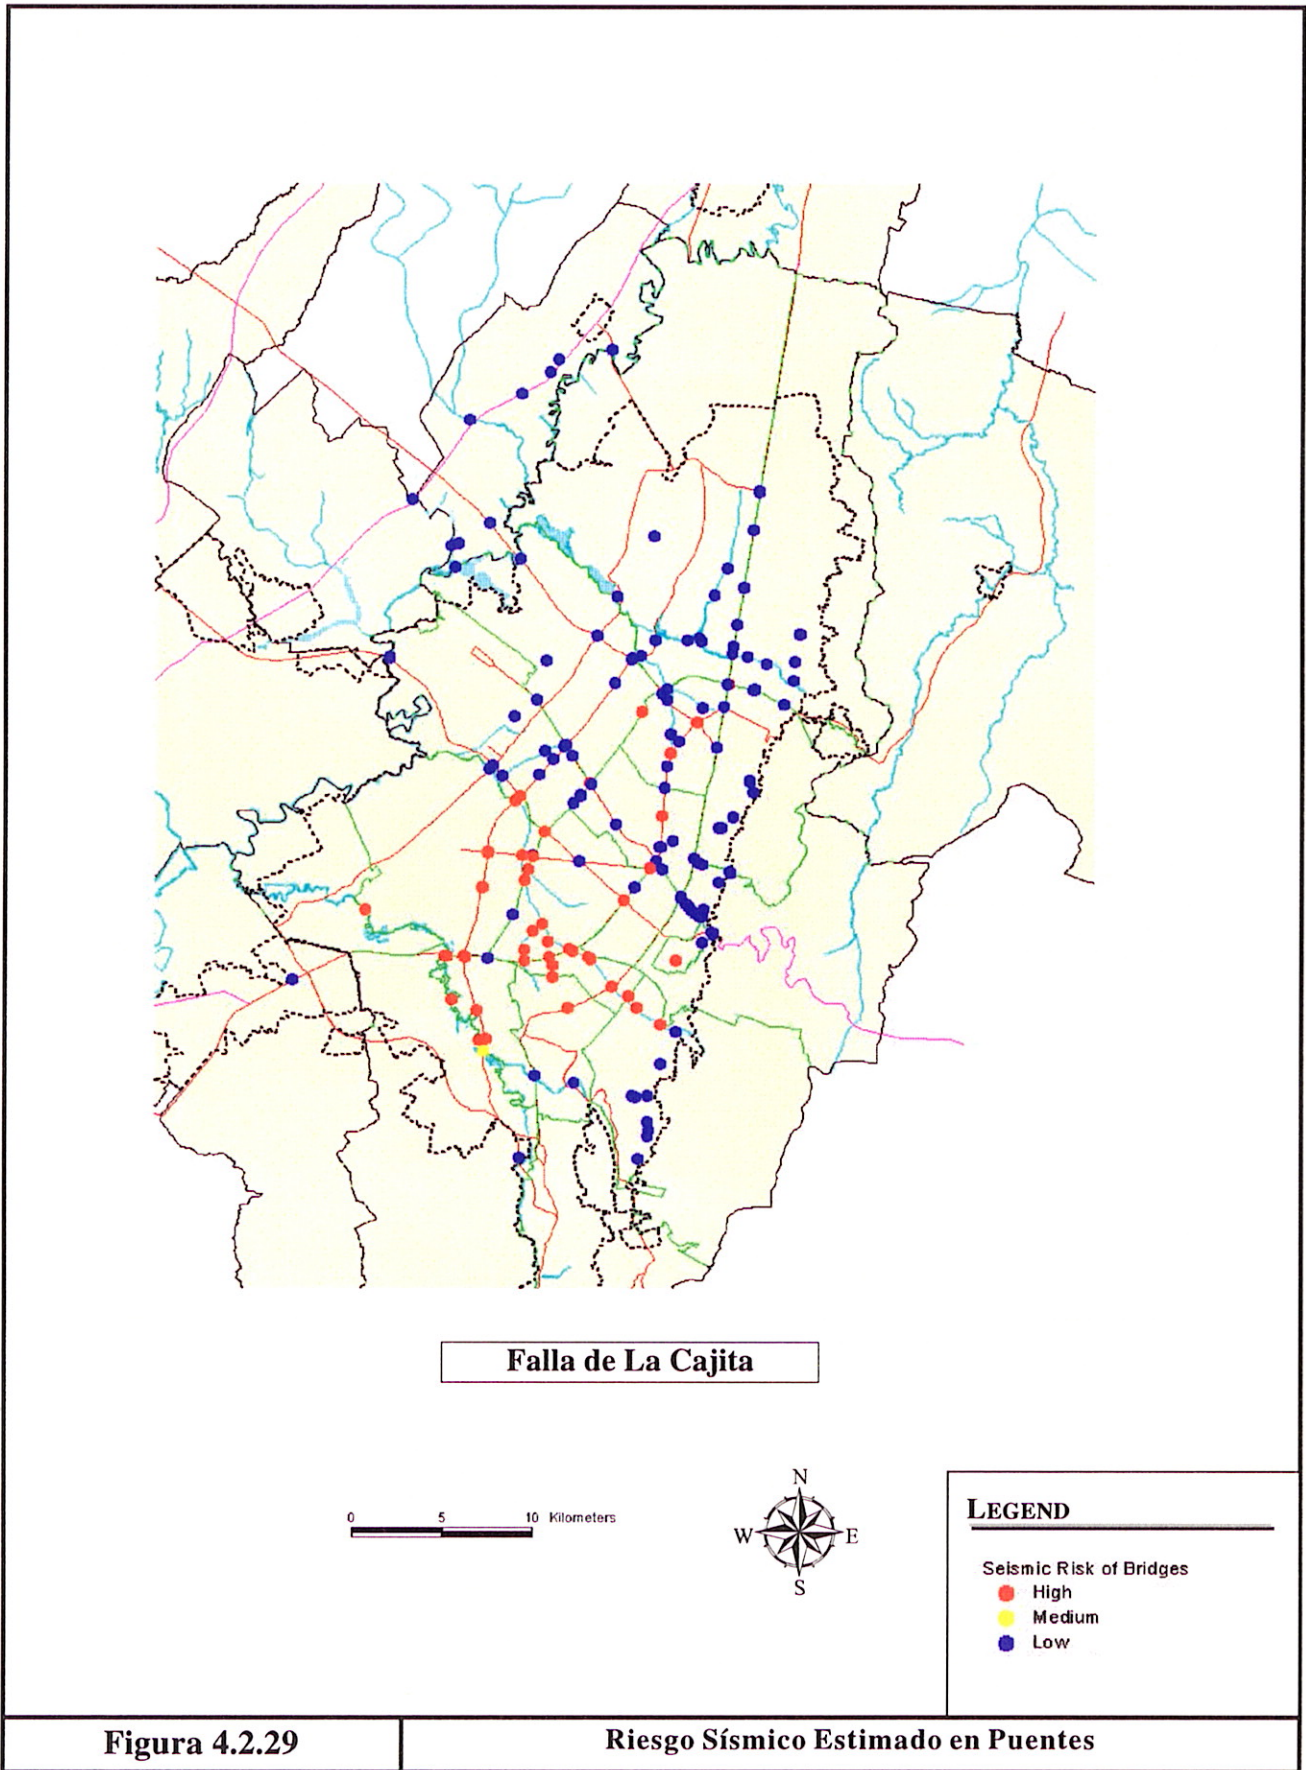 Falla de La Cajita
0 5 10 Kilometers
N
W E
S
LEGEND
Seismic Risk of Bridges
High
Medium
Low
Figura 4.2.29
Riesgo Sísmico Estimado en Puentes